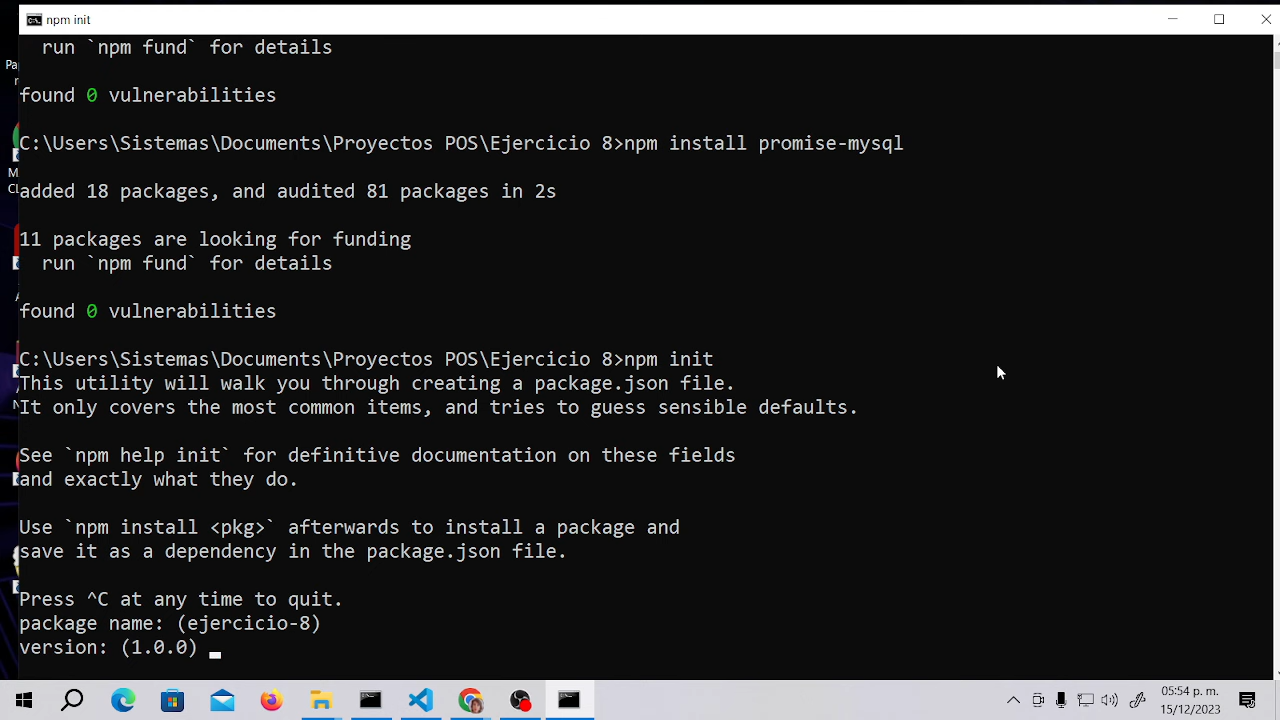 npm init
run `npm fund` for details
found 0 vulnerabilities
C:\Users\Sistemas\Documents\Proyectos POS\Ejercicio 8>npm install promise-mysql
added 18 packages, and audited 81 packages in 2s
11 packages are looking for funding
run `npm fund` for details
found 0 vulnerabilities
C:\Users\Sistemas\Documents\Proyectos POS\Ejercicio 8>npm init
This utility will walk you through creating a package.json file.
It only covers the most common items, and tries to guess sensible defaults.
See `npm help init` for definitive documentation on these fields
and exactly what they do.
Use `npm install <pkg>` afterwards to install a package and
save it as a dependency in the package.json file.
Press ^C at any time to quit.
package name: (ejercicio-8)
version: (1.0.0)
05:54 p. m.
15/12/2023